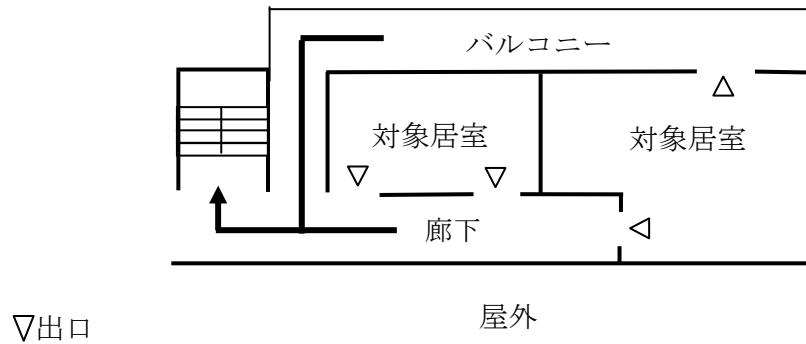 バルコニー
対象居室
対象居室
廊下
屋外
▽出口